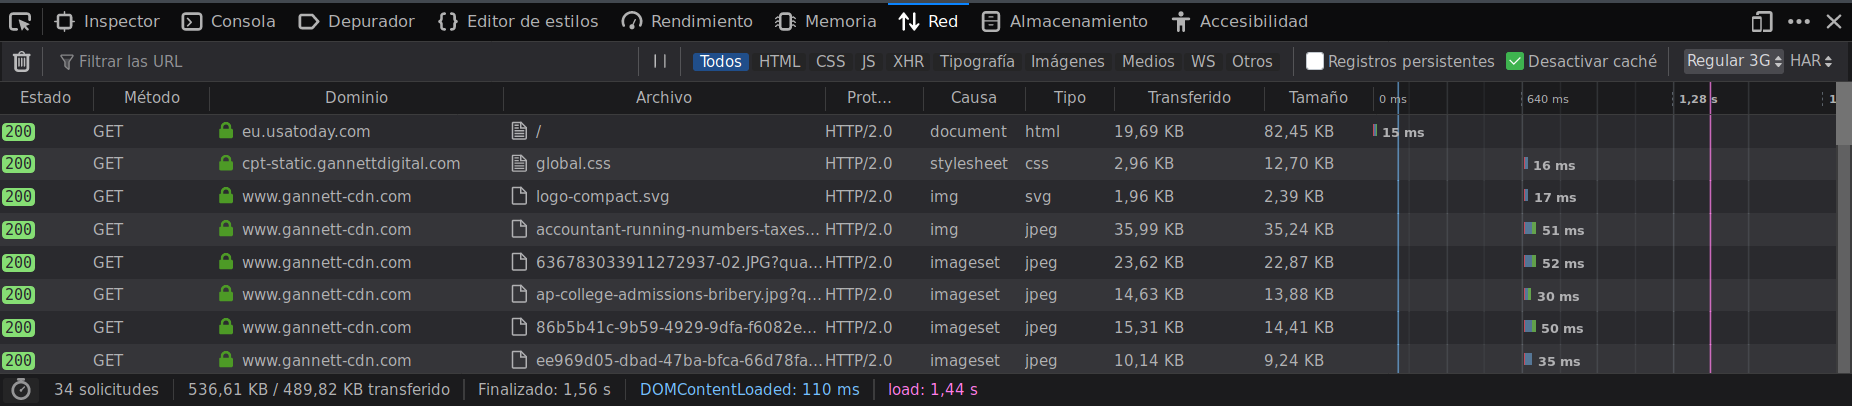 Inspector Consola Depurador Editor de estilos Rendimiento Memoria Red Almacenamiento Accesibilidad
Filtrar las URL Todos HTML CSS JS XHR Tipografía Imágenes Medios WS Otros Registros persistentes Desactivar caché Regular 3G HAR
Estado Método Dominio Archivo Prot... Causa Tipo Transferido Tamaño 0 ms 640 ms 1,28 s 1
200 GET eu.usatoday.com / HTTP/2.0 document html 19,69 KB 82,45 KB 15 ms
200 GET cpt-static.gannettdigital.com global.css HTTP/2.0 stylesheet css 2,96 KB 12,70 KB 16 ms
200 GET www.gannett-cdn.com logo-compact.svg HTTP/2.0 img svg 1,96 KB 2,39 KB 17 ms
200 GET www.gannett-cdn.com accountant-running-numbers-taxes... HTTP/2.0 img jpeg 35,99 KB 35,24 KB 51 ms
200 GET www.gannett-cdn.com 636783033911272937-02.JPG?qua... HTTP/2.0 imageset jpeg 23,62 KB 22,87 KB 52 ms
200 GET www.gannett-cdn.com ap-college-admissions-bribery.jpg?q... HTTP/2.0 imageset jpeg 14,63 KB 13,88 KB 30 ms
200 GET www.gannett-cdn.com 86b5b41c-9b59-4929-9dfa-f6082e... HTTP/2.0 imageset jpeg 15,31 KB 14,41 KB 50 ms
200 GET www.gannett-cdn.com ee969d05-dbad-47ba-bfca-66d78fa... HTTP/2.0 imageset jpeg 10,14 KB 9,24 KB 35 ms
34 solicitudes 536,61 KB / 489,82 KB transferido Finalizado: 1,56 s DOMContentLoaded: 110 ms load: 1,44 s